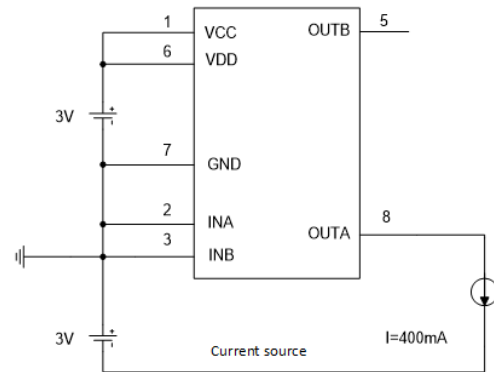 1 VCC OUTB 5
6 VDD
3V + -
7 GND
2 INA
OUTA 8
3 INB
3V + -
I=400mA
Current source